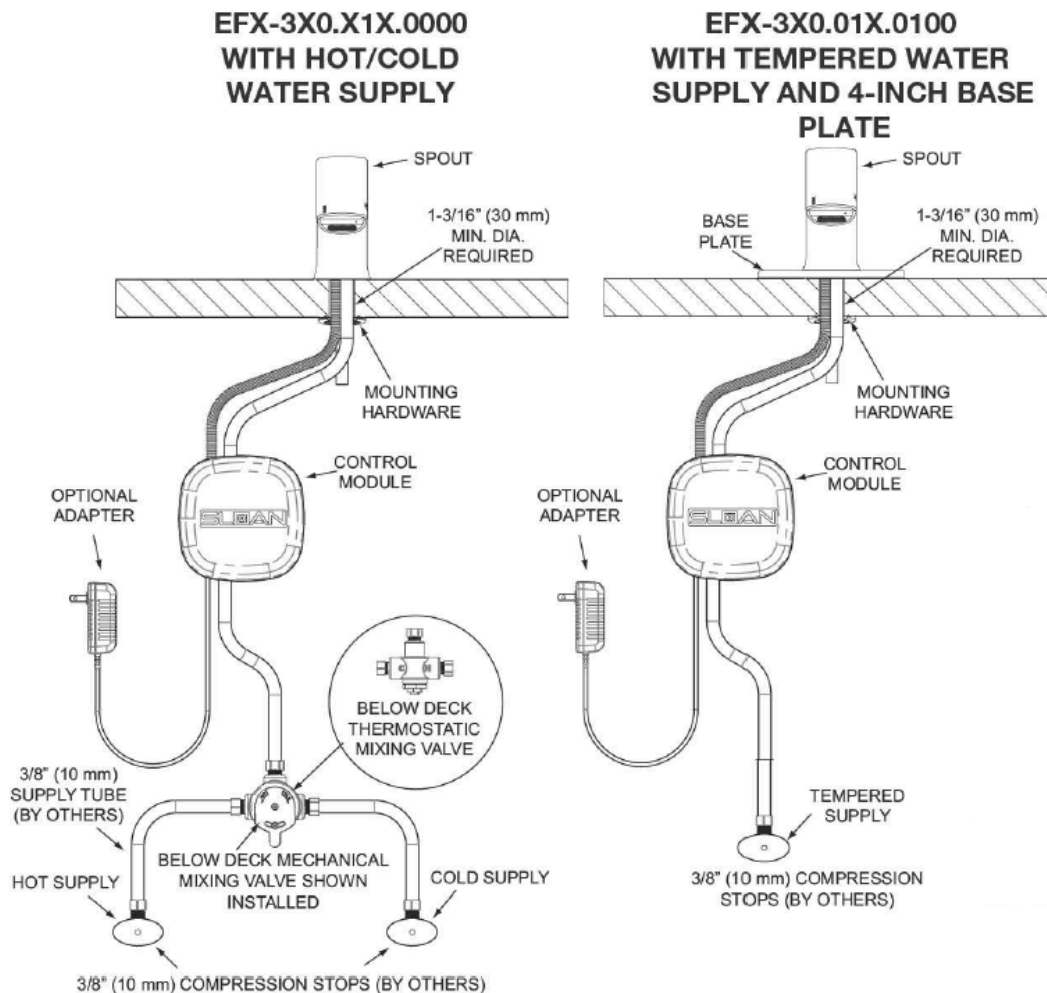 EFX-3X0.X1X.0000
WITH HOT/COLD
WATER SUPPLY
SPOUT
1-3/16" (30 mm)
MIN. DIA.
REQUIRED
MOUNTING
HARDWARE
CONTROL
MODULE
OPTIONAL
ADAPTER
SLOAN
BELOW DECK
THERMOSTATIC
MIXING VALVE
3/8" (10 mm)
SUPPLY TUBE
(BY OTHERS)
BELOW DECK MECHANICAL
MIXING VALVE SHOWN
INSTALLED
HOT SUPPLY
COLD SUPPLY
3/8" (10 mm) COMPRESSION STOPS (BY OTHERS)
EFX-3X0.01X.0100
WITH TEMPERED WATER
SUPPLY AND 4-INCH BASE
PLATE
SPOUT
BASE
PLATE
1-3/16" (30 mm)
MIN. DIA.
REQUIRED
MOUNTING
HARDWARE
CONTROL
MODULE
OPTIONAL
ADAPTER
SLOAN
TEMPERED
SUPPLY
3/8" (10 mm) COMPRESSION
STOPS (BY OTHERS)